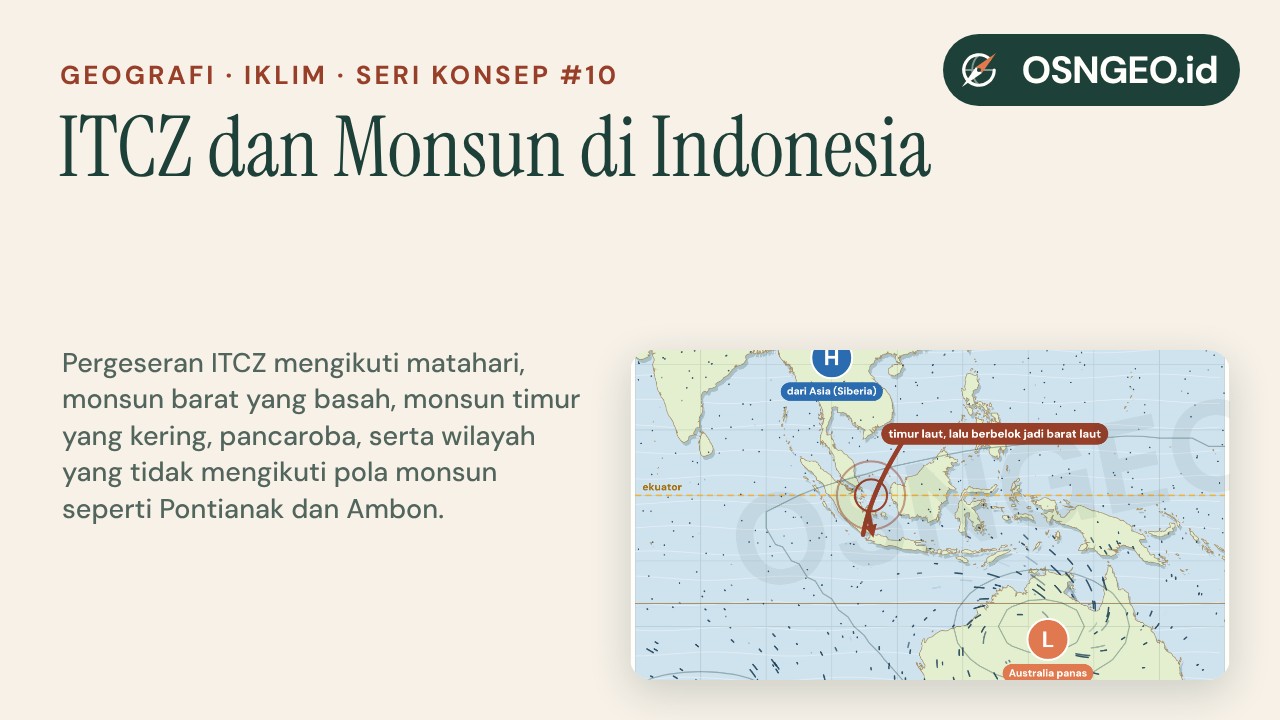 GEOGRAFI · IKLIM · SERI KONSEP #10
OSNGEO.id
ITCZ dan Monsun di Indonesia
Pergeseran ITCZ mengikuti matahari,
monsun barat yang basah, monsun timur
yang kering, pancaroba, serta wilayah
yang tidak mengikuti pola monsun
seperti Pontianak dan Ambon.
H
dari Asia (Siberia)
timur laut, lalu berbelok jadi barat laut
ekuator
OSNGEO
L
Australia panas